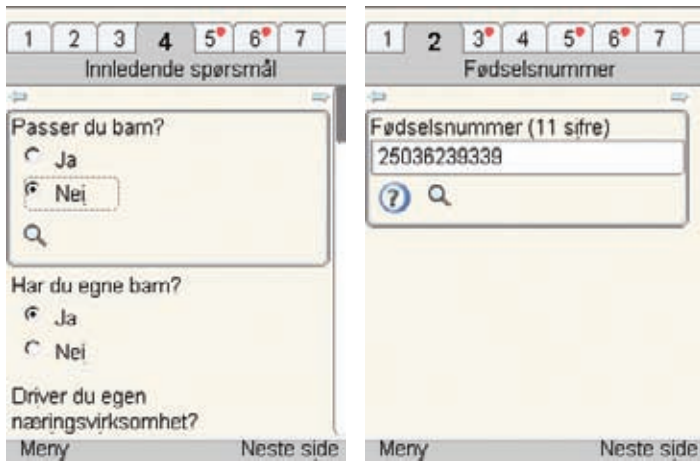 1 2 3 4 5 6 7
Innledende spørsmål
Passer du barn?
Ja
Nei
Har du egne barn?
Ja
Nei
Driver du egen
næringsvirksomhet?
Meny Neste side
1 2 3 4 5 6 7
Fødselsnummer
Fødselsnummer (11 sifre)
25036239339
?
Meny Neste side